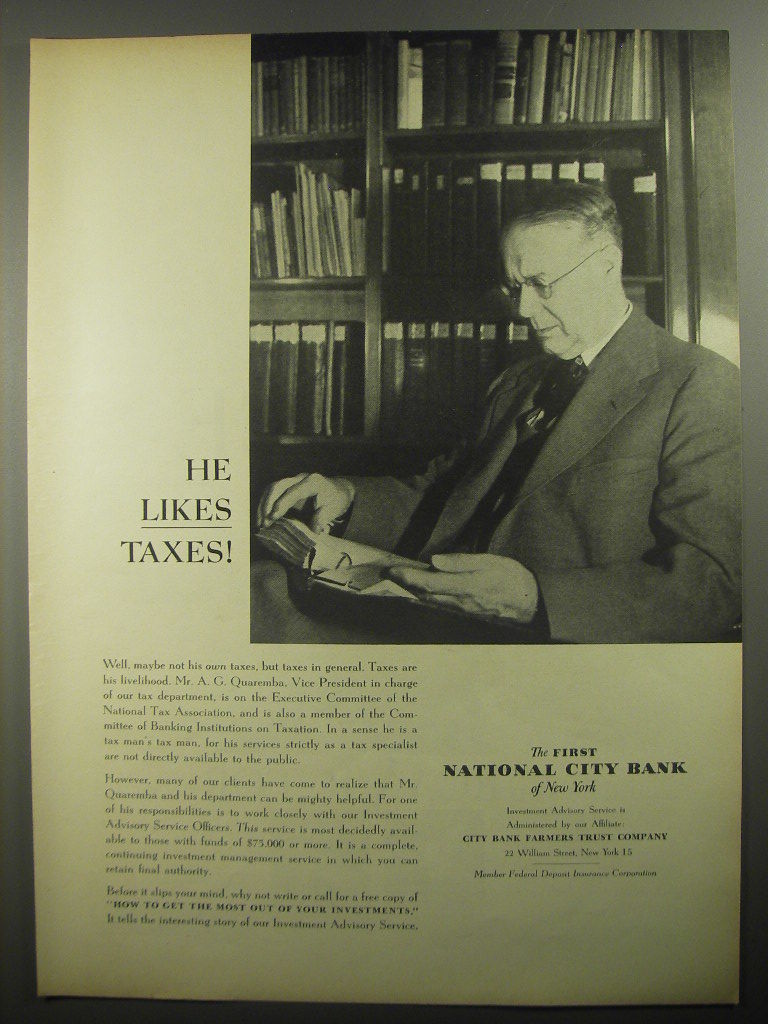 HE
LIKES
TAXES!
Well, maybe not his own taxes, but taxes in general. Taxes are
his livelihood. Mr. A. G. Quaremba, Vice President in charge
of our tax department, is on the Executive Committee of the
National Tax Association, and is also a member of the Com-
mittee of Banking Institutions on Taxation. In a sense he is a
tax man's tax man, for his services strictly as a tax specialist
are not directly available to the public.
However, many of our clients have come to realize that Mr.
Quaremba and his department can be mighty helpful. For one
of his responsibilities is to work closely with our Investment
Advisory Service Officers. This service is most decidedly avail-
able to those with funds of $75,000 or more. It is a complete,
continuing investment management service in which you can
retain final authority.
Before it slips your mind, why not write or call for a free copy of
"HOW TO GET THE MOST OUT OF YOUR INVESTMENTS."
It tells the interesting story of our Investment Advisory Service.
The FIRST
NATIONAL CITY BANK
of New York
Investment Advisory Service is
Administered by our Affiliate:
CITY BANK FARMERS TRUST COMPANY
22 William Street, New York 15
Member Federal Deposit Insurance Corporation